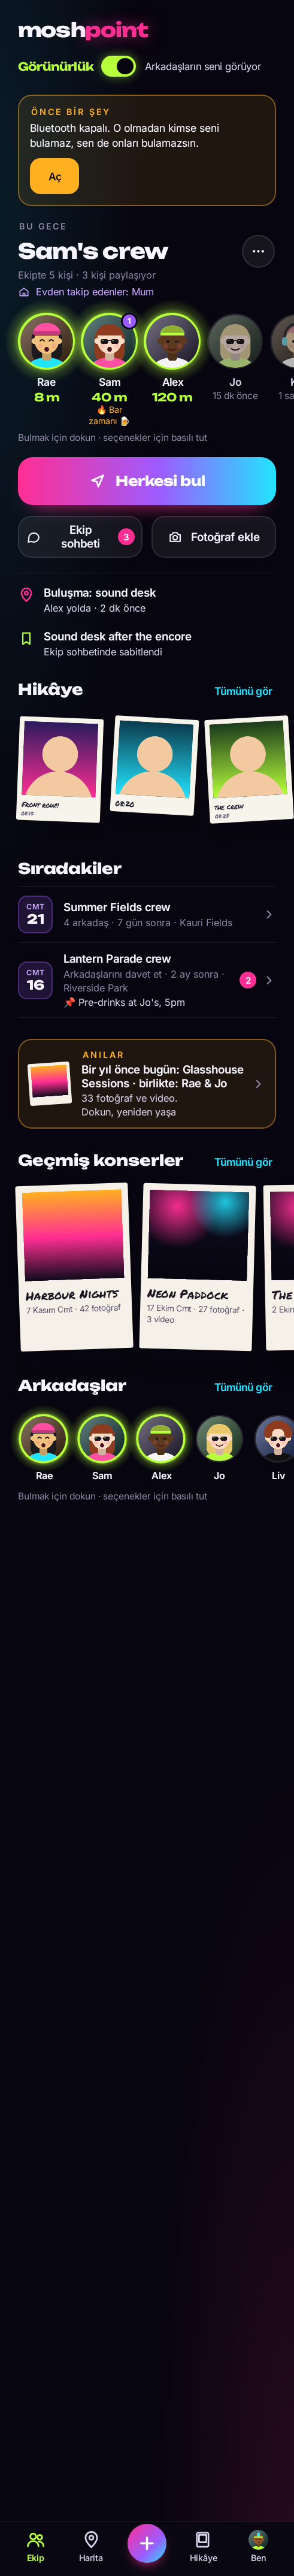 moshpoint
Görünürlük Arkadaşların seni görüyor
ÖNCE BİR ŞEY
Bluetooth kapalı. O olmadan kimse seni
bulamaz, sen de onları bulamazsın.
Aç
BU GECE
Sam's crew
Ekipte 5 kişi · 3 kişi paylaşıyor
Evden takip edenler: Mum
1
Rae Sam Alex Jo
8 m 40 m 120 m 15 dk önce
🔥 Bar
zamanı 🍻
Bulmak için dokun · seçenekler için basılı tut
Herkesi bul
Ekip
sohbeti
3
Fotoğraf ekle
Buluşma: sound desk
Alex yolda · 2 dk önce
Sound desk after the encore
Ekip sohbetinde sabitlendi
Hikâye Tümünü gör
Front row!!
08:15
08:20
The crew
08:28
Sıradakiler
CMT
21
Summer Fields crew
4 arkadaş · 7 gün sonra · Kauri Fields
CMT
16
Lantern Parade crew
Arkadaşlarını davet et · 2 ay sonra ·
Riverside Park
📌 Pre-drinks at Jo's, 5pm
2
ANILAR
Bir yıl önce bugün: Glasshouse
Sessions · birlikte: Rae & Jo
33 fotoğraf ve video.
Dokun, yeniden yaşa
Geçmiş konserler Tümünü gör
Harbour Nights
7 Kasım Cmt · 42 fotoğraf
Neon Paddock
17 Ekim Cmt · 27 fotoğraf ·
3 video
The
2 Ekim
Arkadaşlar Tümünü gör
Rae Sam Alex Jo Liv
Bulmak için dokun · seçenekler için basılı tut
Ekip Harita Hikâye Ben